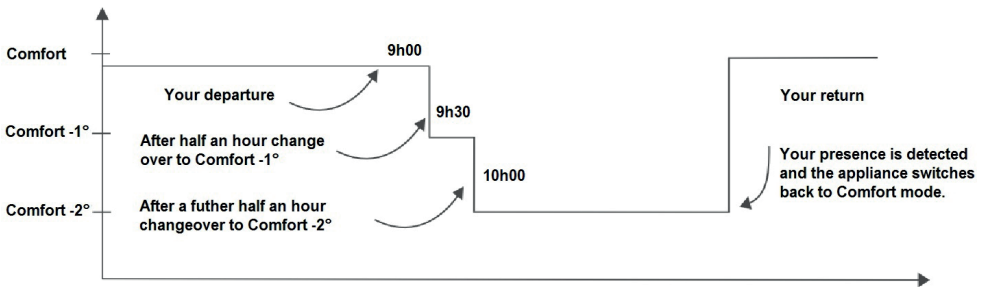 9h00
Comfort
Your departure
9h30
Your return
Comfort -1°
After half an hour change
over to Comfort -1°
Your presence is detected
and the appliance switches
back to Comfort mode.
10h00
After a futher half an hour
changeover to Comfort -2°
Comfort -2°